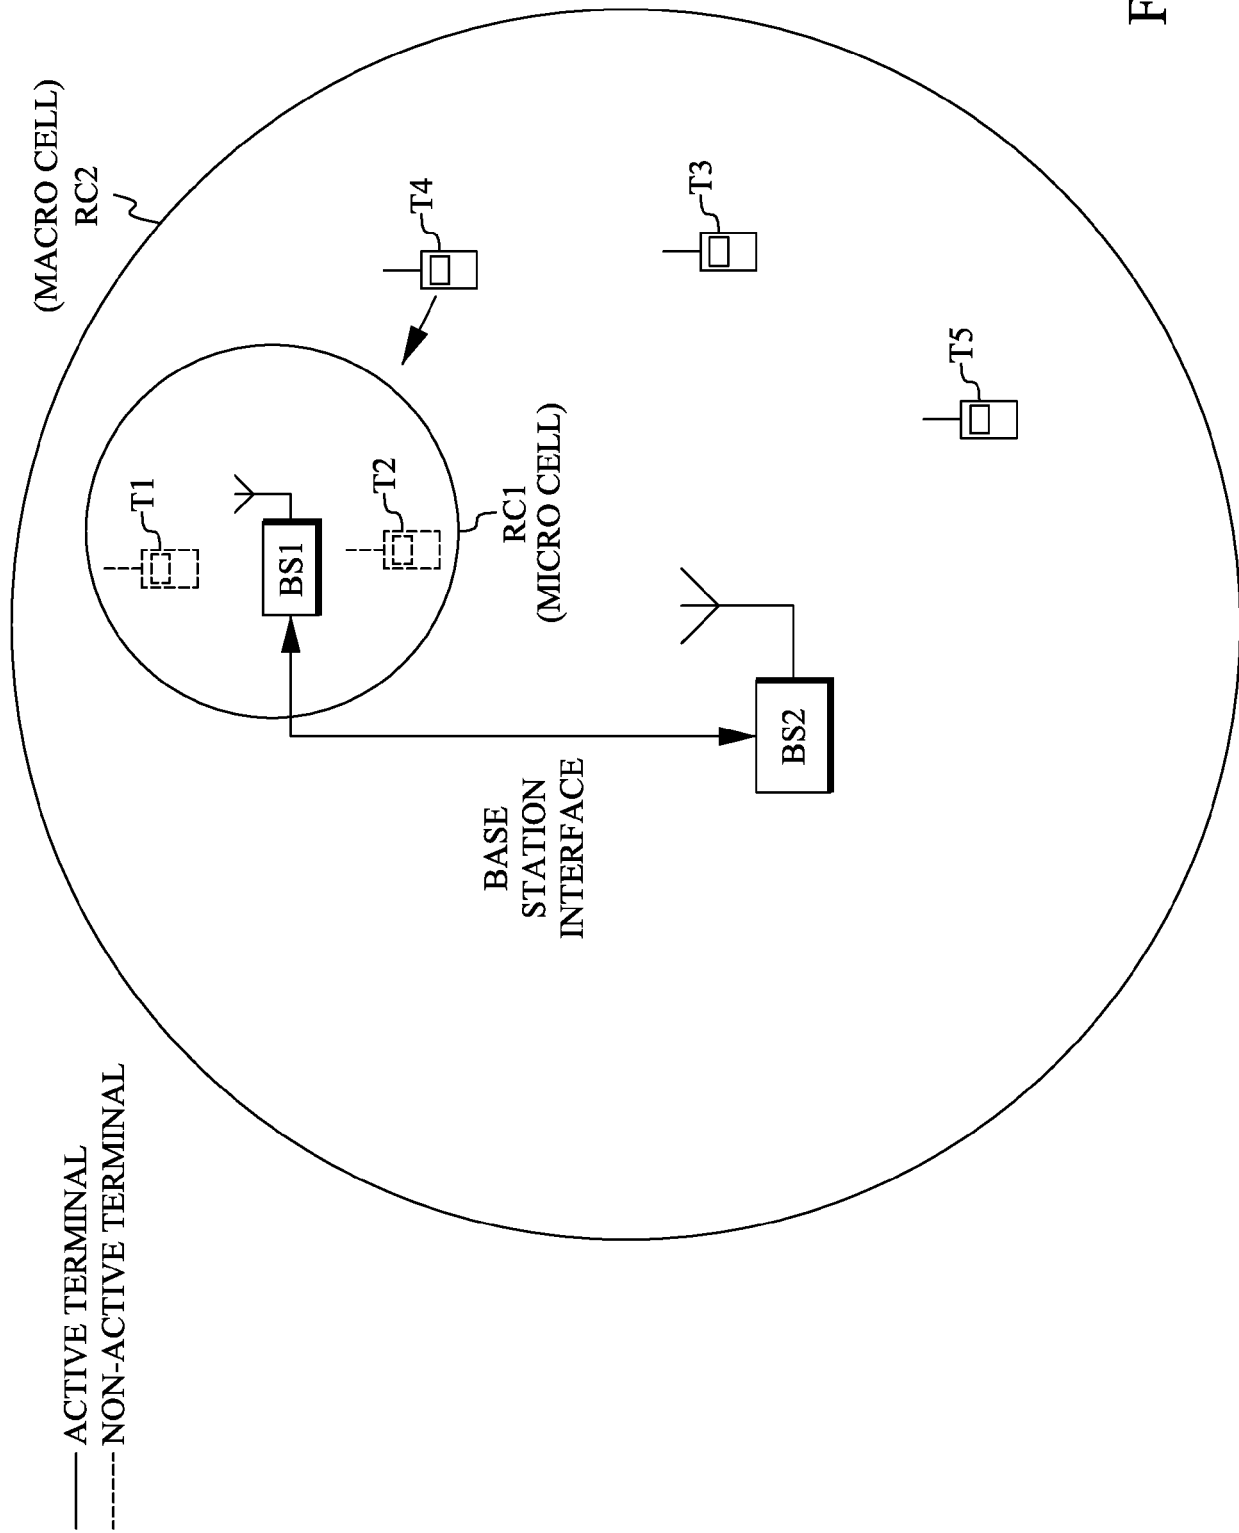 ACTIVE TERMINAL
NON-ACTIVE TERMINAL
(MACRO CELL)
RC2
T1
BS1
T2
T4
RC1
(MICRO CELL)
BASE
STATION
INTERFACE
BS2
T3
T5
F